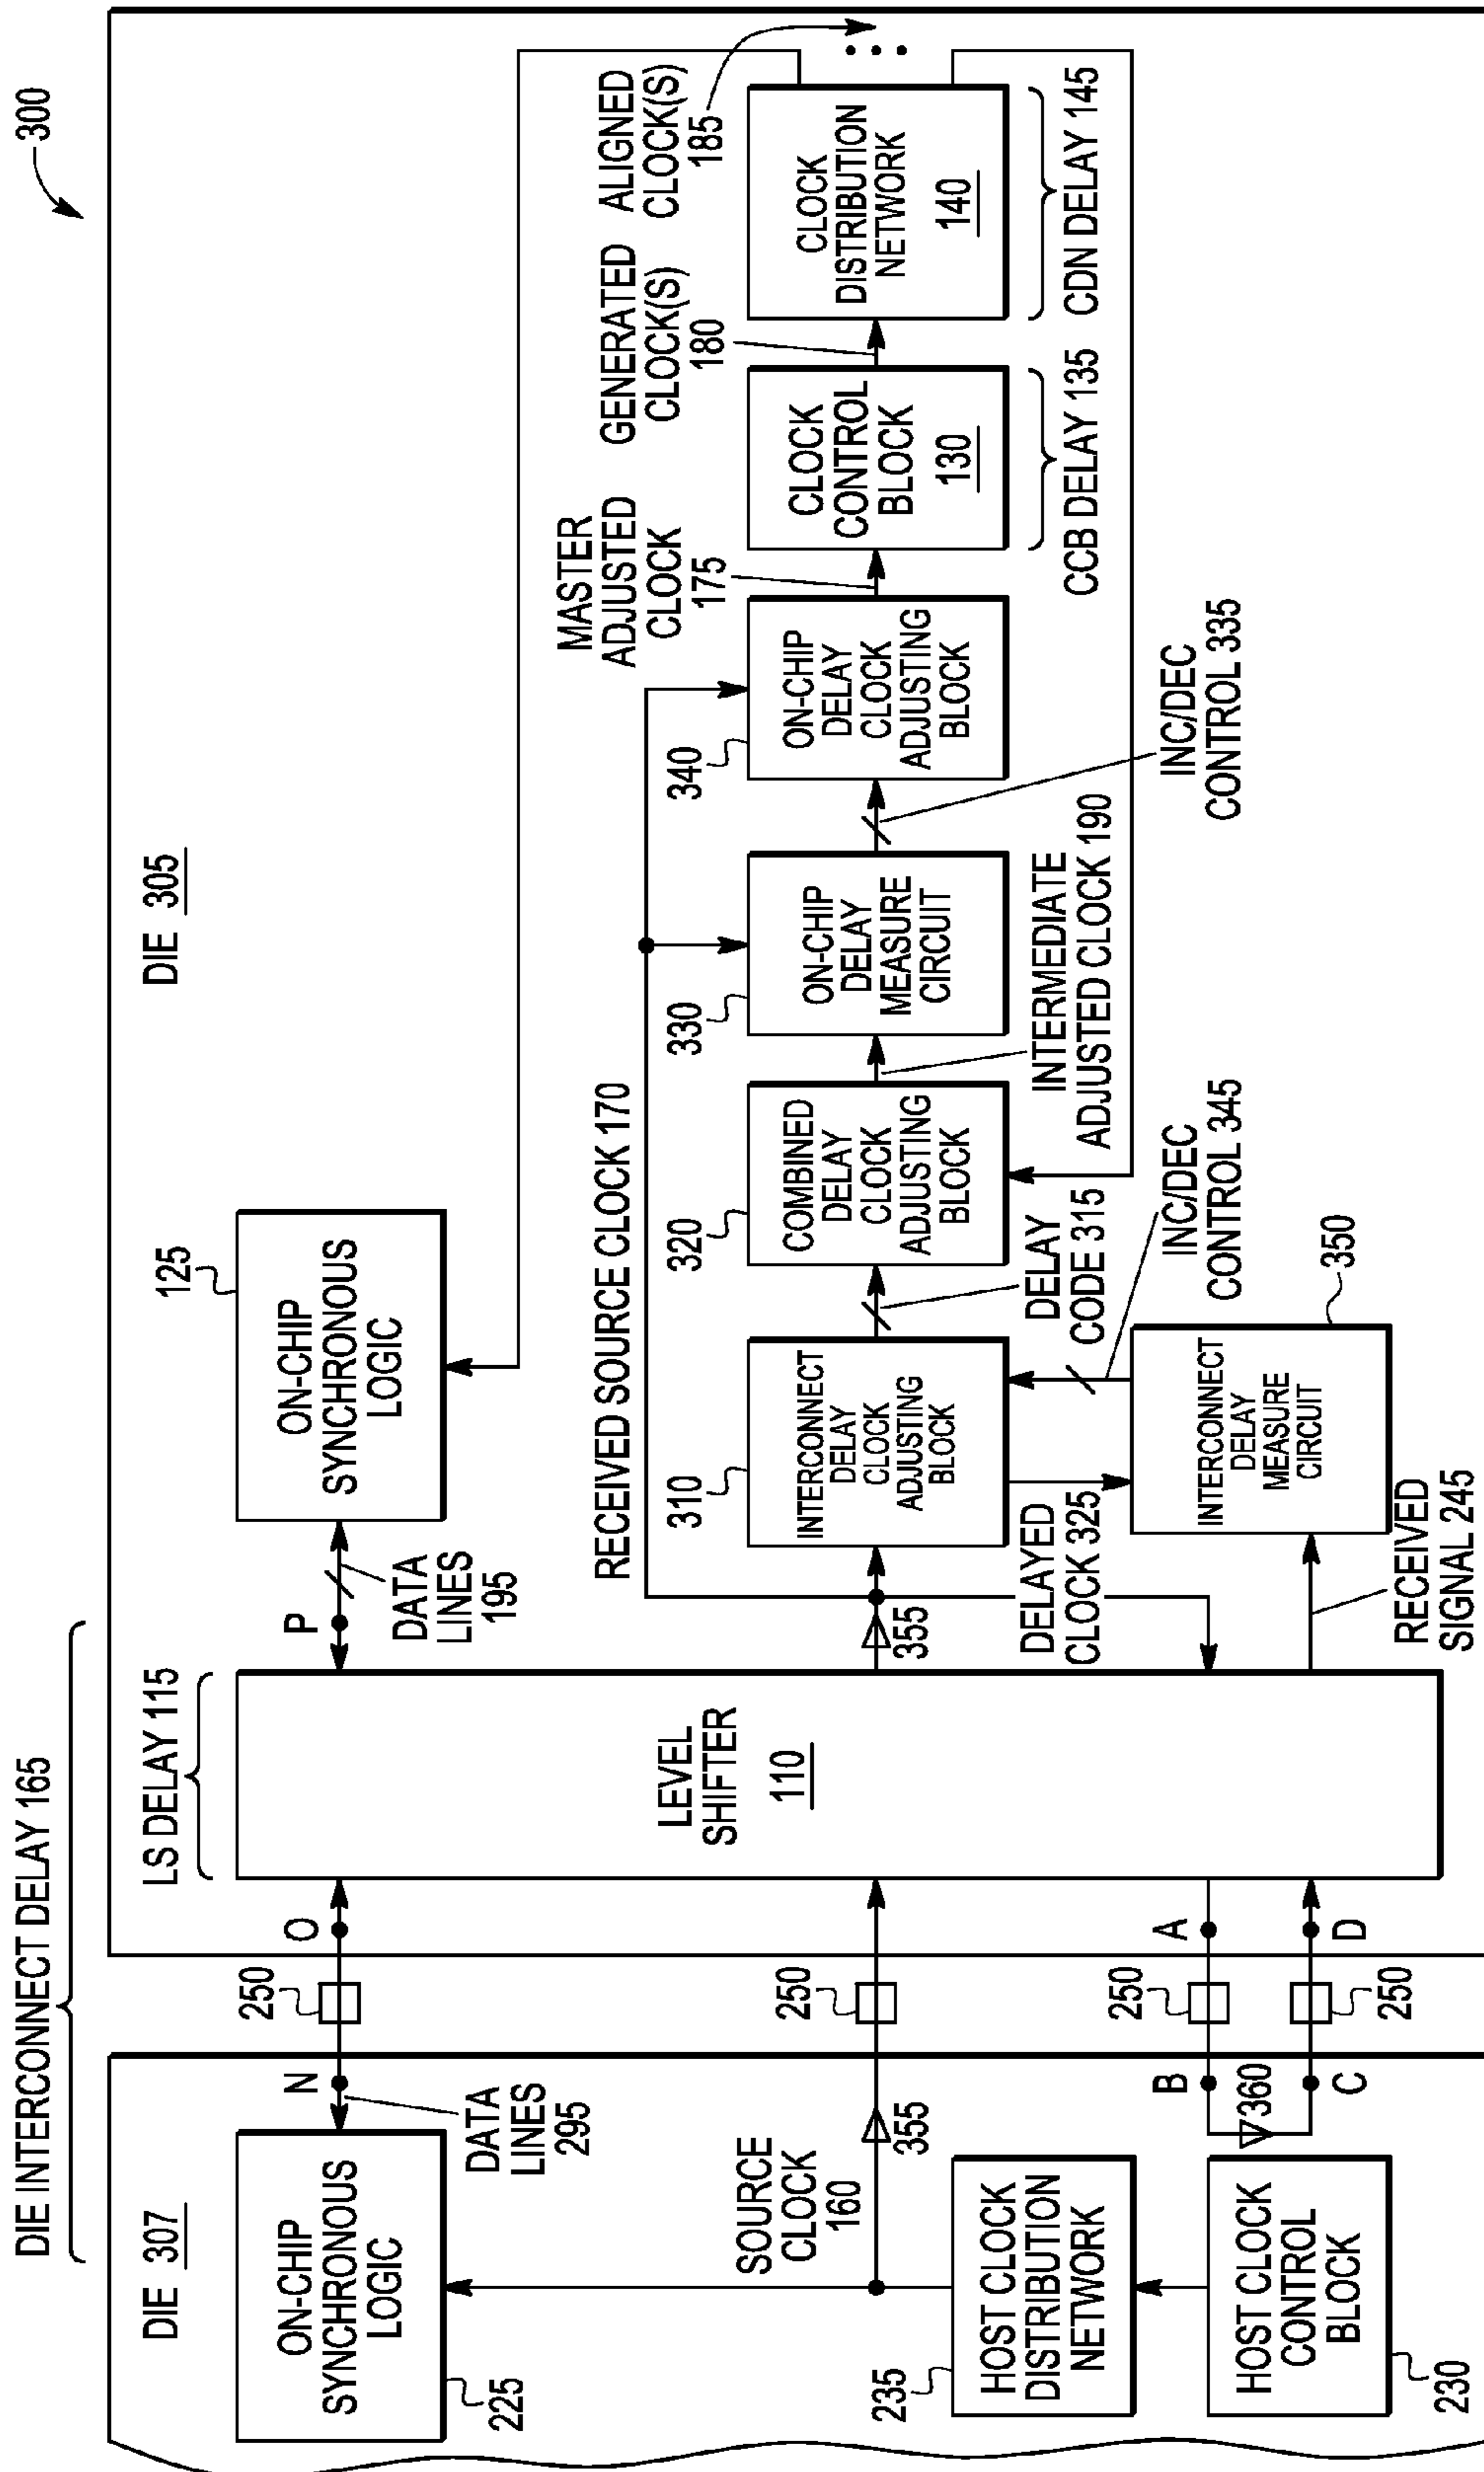 300
DIE INTERCONNECT DELAY 165
DIE 307
DIE 305
LS DELAY 115
ON-CHIP
SYNCHRONOUS
LOGIC
225
N
DATA
LINES
295
250
O
P
DATA
LINES
195
ON-CHIP
SYNCHRONOUS
LOGIC
125
LEVEL
SHIFTER
110
SOURCE
CLOCK
160
355
250
355
RECEIVED SOURCE CLOCK 170
HOST CLOCK
DISTRIBUTION
NETWORK
235
HOST CLOCK
CONTROL
BLOCK
230
B
360
C
250
250
A
D
DELAYED
CLOCK 325
RECEIVED
SIGNAL 245
310
INTERCONNECT
DELAY
CLOCK
ADJUSTING
BLOCK
INTERCONNECT
DELAY
MEASURE
CIRCUIT
350
INC/DEC
CONTROL 345
DELAY
CODE 315
320
COMBINED
DELAY
CLOCK
ADJUSTING
BLOCK
INTERMEDIATE
ADJUSTED CLOCK 190
330
ON-CHIP
DELAY
MEASURE
CIRCUIT
INC/DEC
CONTROL 335
340
ON-CHIP
DELAY
CLOCK
ADJUSTING
BLOCK
MASTER
ADJUSTED
CLOCK
175
CLOCK
CONTROL
BLOCK
130
CCB DELAY 135
GENERATED
CLOCK(S)
180
CLOCK
DISTRIBUTION
NETWORK
140
CDN DELAY 145
ALIGNED
CLOCK(S)
185